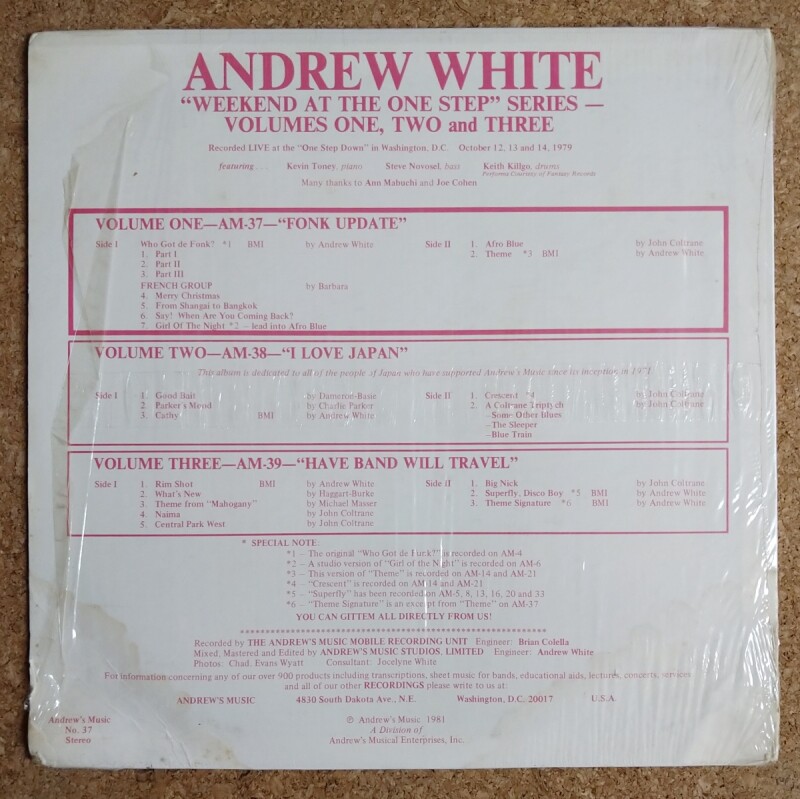 ANDREW WHITE
“WEEKEND AT THE ONE STEP” SERIES —
VOLUMES ONE, TWO and THREE
Recorded LIVE at the “One Step Down” in Washington, D.C. October 12, 13 and 14, 1979
featuring . . . Kevin Toney, piano Steve Novosel, bass Keith Killgo, drums
Performs Courtesy of Fantasy Records
Many thanks to Ann Mabuchi and Joe Cohen
VOLUME ONE—AM-37—“FONK UPDATE”
Side I Who Got de Funk? *1 BMI by Andrew White Side II 1. Afro Blue by John Coltrane
1. Part I 2. Theme *3 BMI by Andrew White
2. Part II
3. Part III
FRENCH GROUP by Barbara
4. Merry Christmas
5. From Shangai to Bangkok
6. Say! When Are You Coming Back?
7. Girl Of The Night *2 – lead into Afro Blue
VOLUME TWO—AM-38—“I LOVE JAPAN”
This album is dedicated to all of the people of Japan who have supported Andrew's Music since its inception in 1971
Side I 1. Good Bait by Dameron-Basie Side II 1. Crescent *4 by John Coltrane
2. Parker's Mood by Charlie Parker 2. A Coltrane Triptych by John Coltrane
3. Cathy BMI by Andrew White –Some Other Blues
–The Sleeper
–Blue Train
VOLUME THREE—AM-39—“HAVE BAND WILL TRAVEL”
Side I 1. Rim Shot BMI by Andrew White Side II 1. Big Nick by John Coltrane
2. What's New by Haggart-Burke 2. Superfly, Disco Boy *5 BMI by Andrew White
3. Theme from “Mahogany” by Michael Masser 3. Theme Signature *6 BMI by Andrew White
4. Naima by John Coltrane
5. Central Park West by John Coltrane
* SPECIAL NOTE:
*1 – The original “Who Got de Funk?” is recorded on AM-4
*2 – A studio version of “Girl of the Night” is recorded on AM-6
*3 – This version of “Theme” is recorded on AM-14 and AM-21
*4 – “Crescent” is recorded on AM-14 and AM-21
*5 – “Superfly” has been recorded on AM-5, 8, 13, 16, 20 and 33
*6 – “Theme Signature” is an excerpt from “Theme” on AM-37
YOU CAN GITTEM ALL DIRECTLY FROM US!
Recorded by THE ANDREW'S MUSIC MOBILE RECORDING UNIT Engineer: Brian Colella
Mixed, Mastered and Edited by ANDREW'S MUSIC STUDIOS, LIMITED Engineer: Andrew White
Photos: Chad. Evans Wyatt Consultant: Jocelyne White
For information concerning any of our over 900 products including transcriptions, sheet music for bands, educational aids, lectures, concerts, services
and all of our other RECORDINGS please write to us at:
ANDREW'S MUSIC 4830 South Dakota Ave., N.E. Washington, D.C. 20017 U.S.A.
Andrew's Music
No. 37
Stereo
℗ Andrew's Music 1981
A Division of
Andrew's Musical Enterprises, Inc.